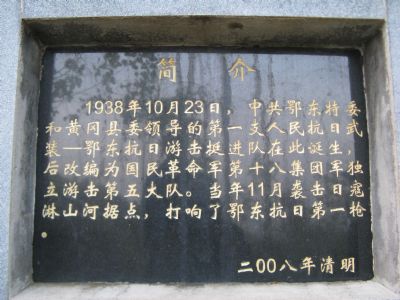 简介
1938年10月23日,中共鄂东特委
和黄冈县委领导的第一支人民抗日武
装—鄂东抗日游击挺进队在此诞生,
后改编为国民革命军第十八集团军独
立游击第五大队。当年11月袭击日寇
淋山河据点,打响了鄂东抗日第一枪
。
二00八年清明